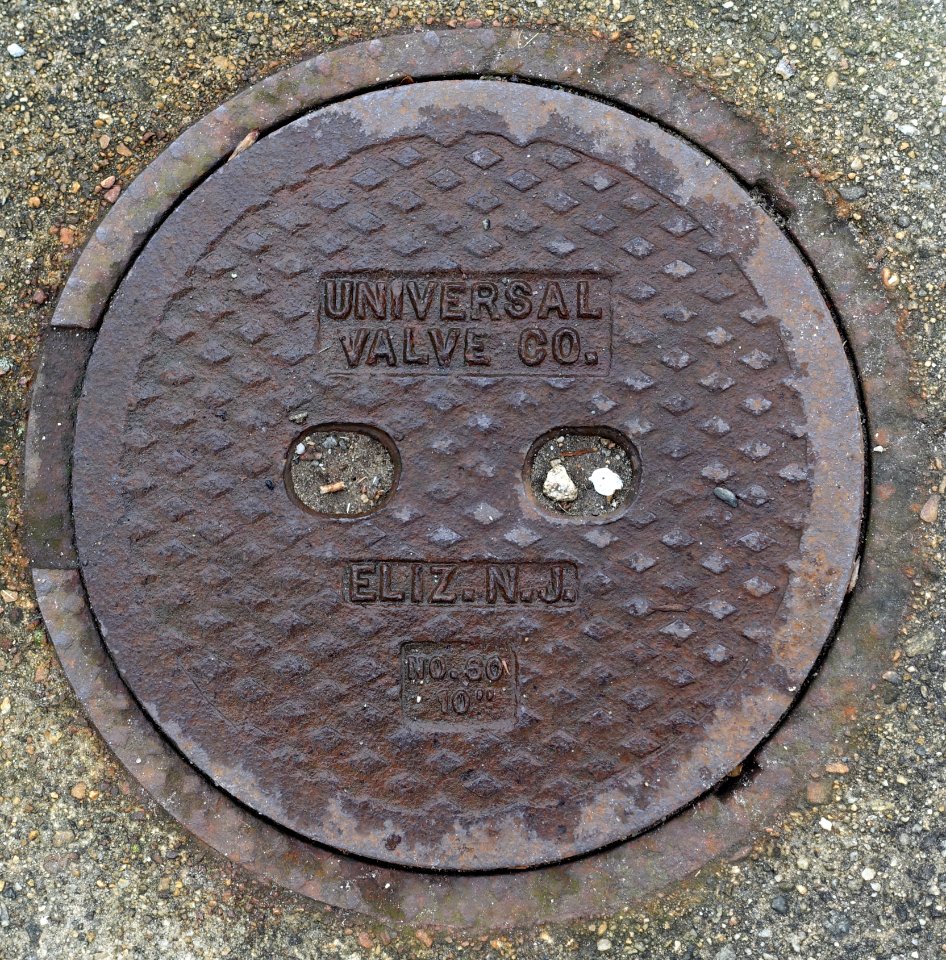 UNIVERSAL
VALVE CO.
ELIZ. N.J.
NO. 60
10"